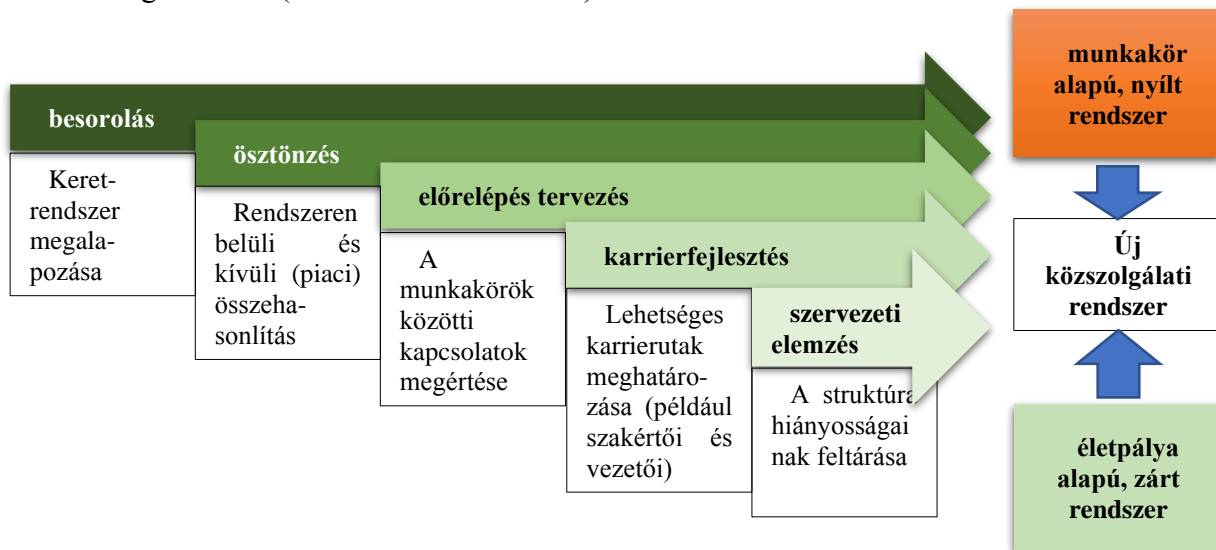 besorolás
Keret-
rendszer
megala-
pozása
ösztönzés
Rendszeren
belüli és
kívüli (piaci)
összeha-
sonlítás
előrelépés tervezés
A
munkakörök
közötti
kapcsolatok
megértése
karrierfejlesztés
Lehetséges
karrierutak
meghatáro-
zása (például
szakértői és
vezetői)
szervezeti
elemzés
A struktúra
hiányosságai
nak feltárása
munkakör
alapú, nyílt
rendszer
Új
közszolgálati
rendszer
életpálya
alapú, zárt
rendszer